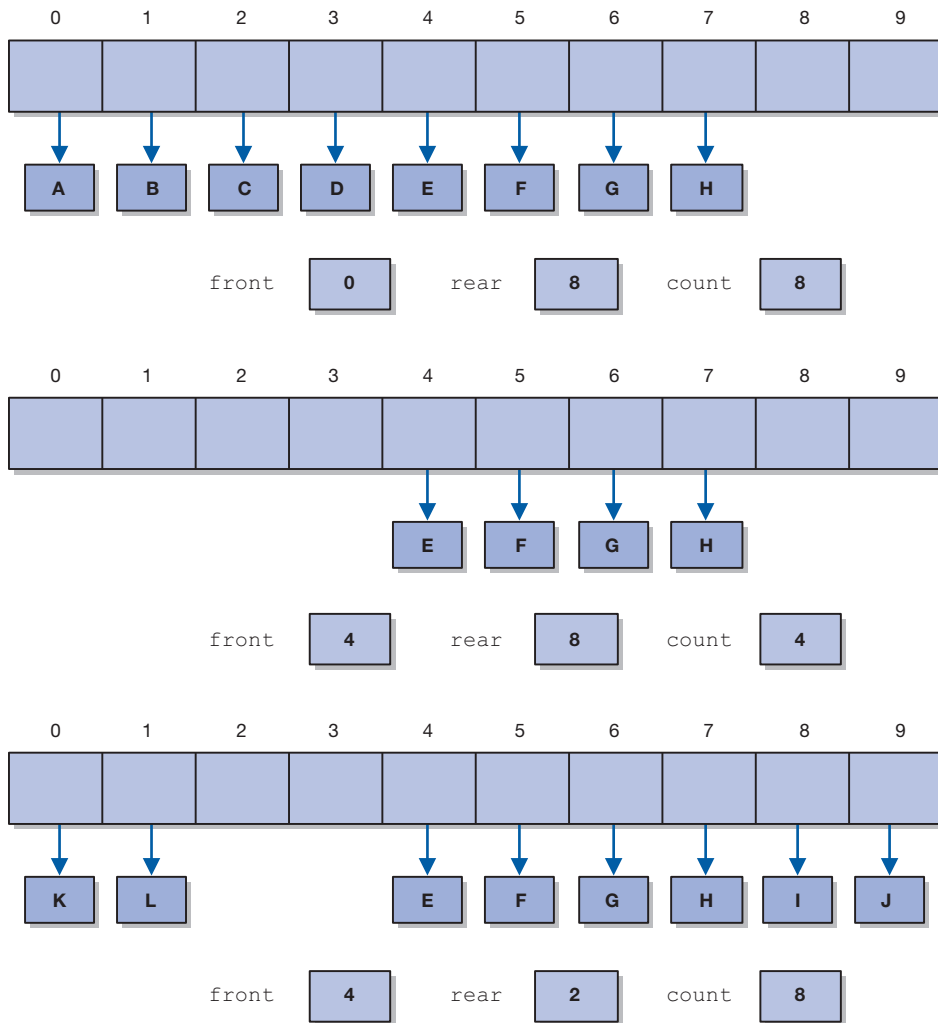 0 1 2 3 4 5 6 7 8 9
A B C D E F G H
front 0 rear 8 count 8
0 1 2 3 4 5 6 7 8 9
E F G H
front 4 rear 8 count 4
0 1 2 3 4 5 6 7 8 9
K L E F G H I J
front 4 rear 2 count 8